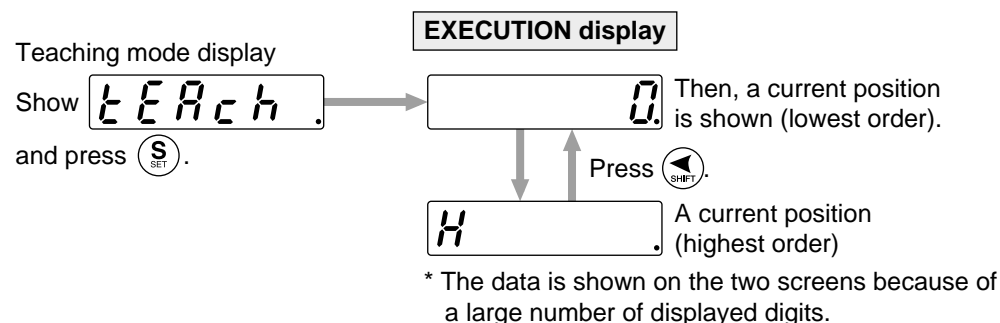 EXECUTION display
Teaching mode display
Show tEAch .
and press S SET .
0.
Then, a current position
is shown (lowest order).
Press SHIFT .
H .
A current position
(highest order)
* The data is shown on the two screens because of
a large number of displayed digits.